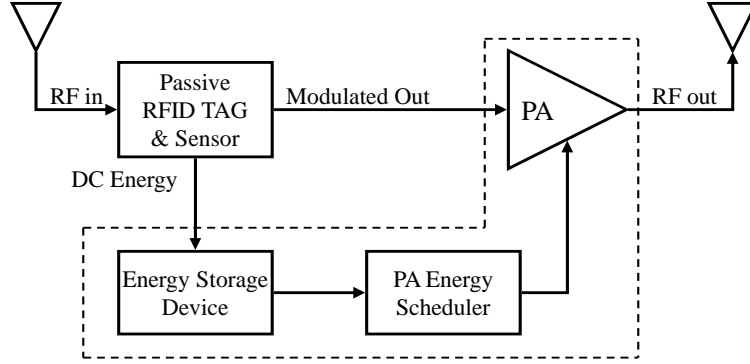 RF in
Passive
RFID TAG
& Sensor
Modulated Out
PA
RF out
DC Energy
Energy Storage
Device
PA Energy
Scheduler